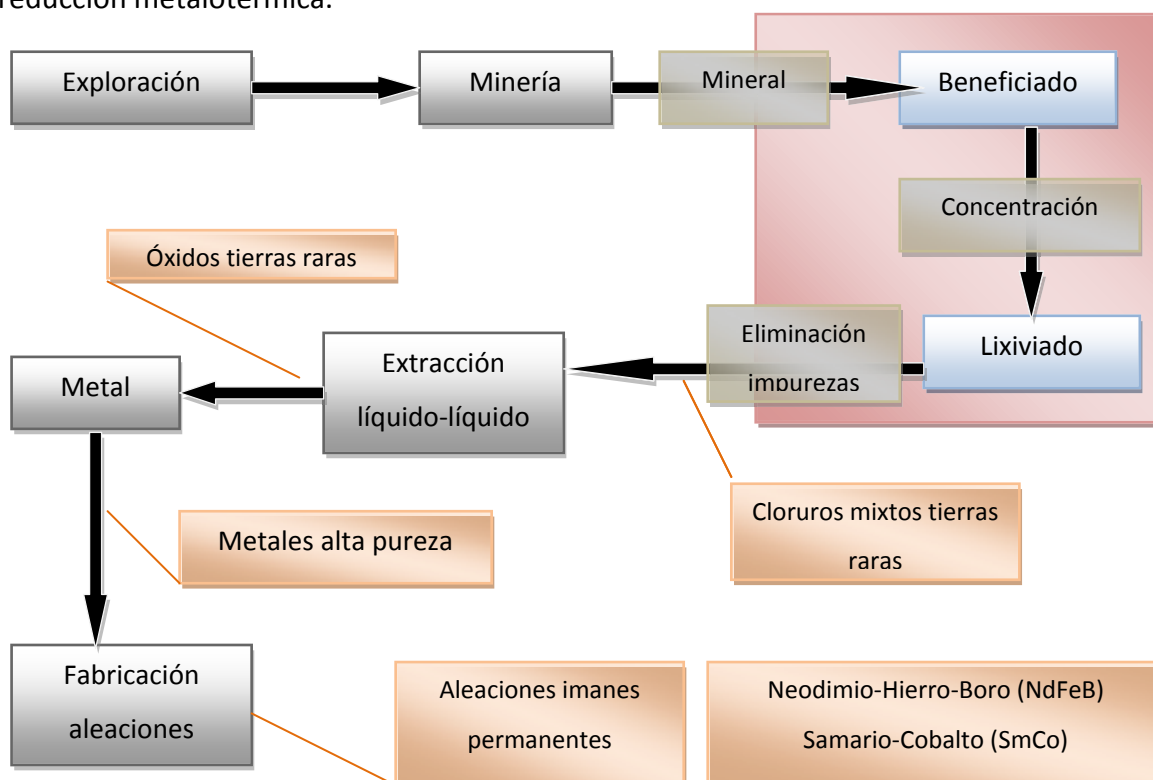 reducción metalotérmica.
Exploración
Minería
Mineral
Beneficiado
Concentración
Óxidos tierras raras
Eliminación
impurezas
Lixiviado
Extracción
líquido-líquido
Metal
Cloruros mixtos tierras
raras
Metales alta pureza
Fabricación
aleaciones
Aleaciones imanes
permanentes
Neodimio-Hierro-Boro (NdFeB)
Samario-Cobalto (SmCo)